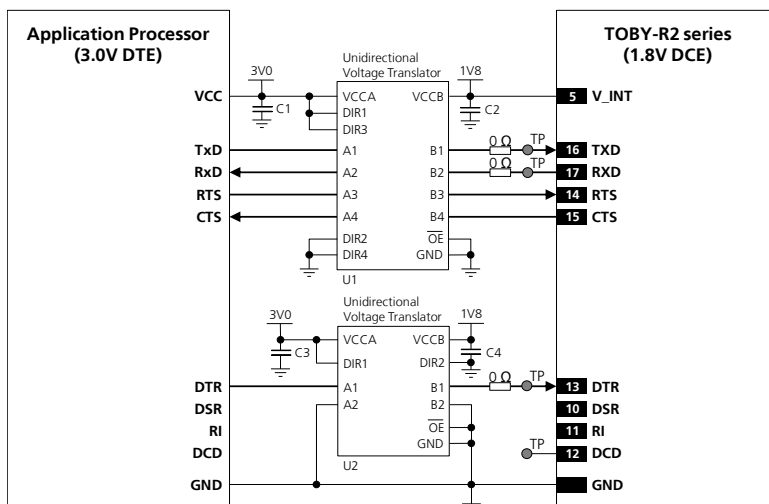 Application Processor
(3.0V DTE)
TOBY-R2 series
(1.8V DCE)
Unidirectional
Voltage Translator
3V0
1V8
VCC
C1
VCCA
VCCB
C2
5
V_INT
DIR1
DIR3
0 Ω
TP
TxD
A1
B1
16
TXD
0 Ω
TP
RxD
A2
B2
17
RXD
RTS
A3
B3
14
RTS
CTS
A4
B4
15
CTS
DIR2
OE
DIR4
GND
U1
Unidirectional
Voltage Translator
3V0
1V8
VCCA
VCCB
C3
C4
DIR1
DIR2
0 Ω
TP
DTR
A1
B1
13
DTR
DSR
A2
B2
10
DSR
RI
OE
11
RI
GND
TP
DCD
12
DCD
U2
GND
GND